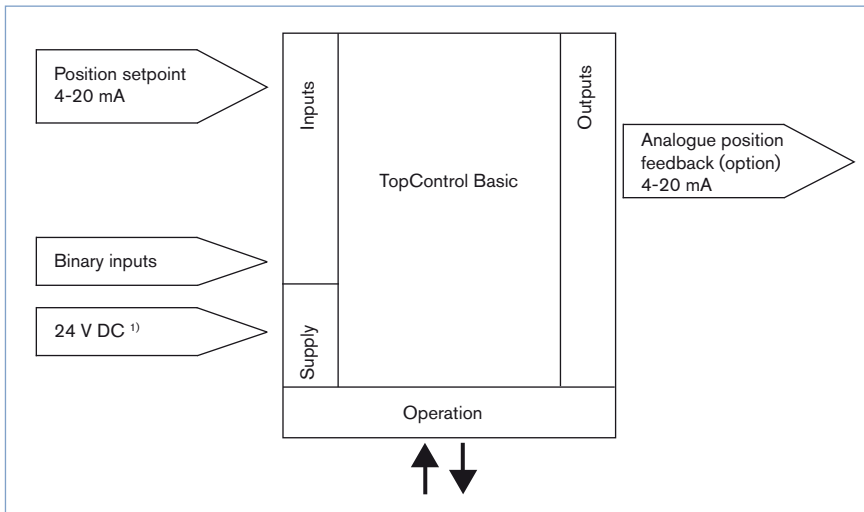 Position setpoint
4-20 mA
Binary inputs
24 V DC 1)
Inputs
Supply
TopControl Basic
Operation
Outputs
Analogue position
feedback (option)
4-20 mA